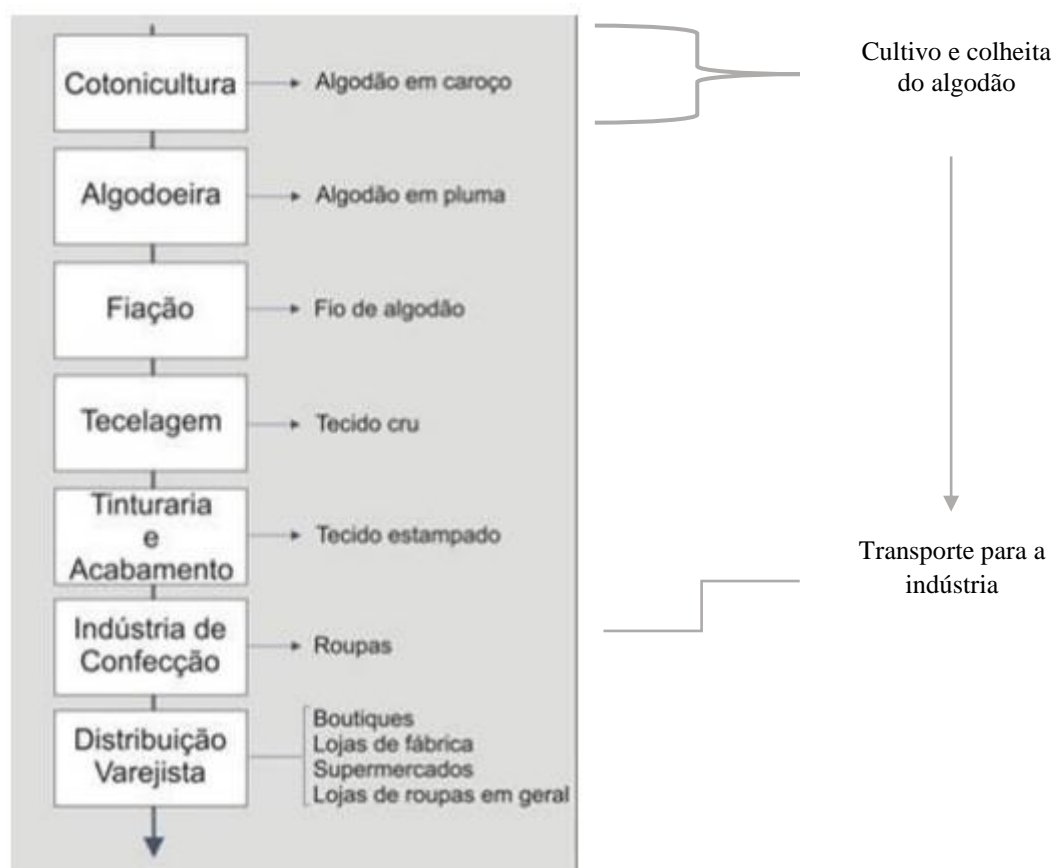 Cotonicultura
Algodão em caroço
Algodoeira
Algodão em pluma
Fiação
Fio de algodão
Tecelagem
Tecido cru
Tinturaria
e
Acabamento
Tecido estampado
Indústria de
Confecção
Roupas
Distribuição
Varejista
Boutiques
Lojas de fábrica
Supermercados
Lojas de roupas em geral
Cultivo e colheita
do algodão
Transporte para a
indústria